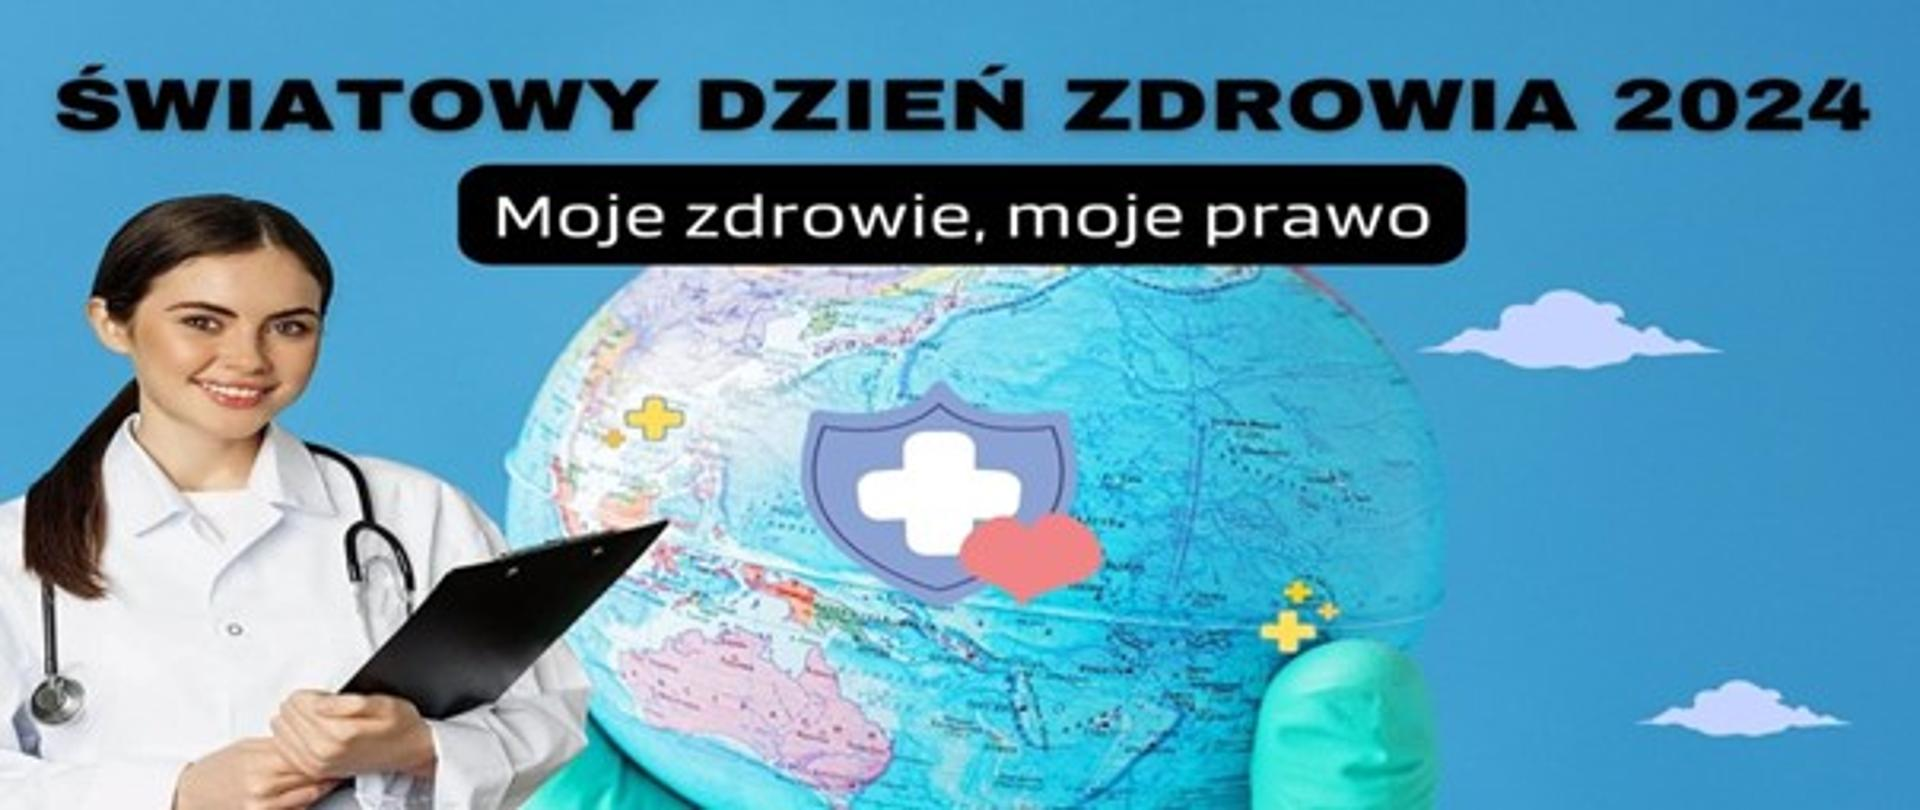 ŚWIATOWY DZIEŃ ZDROWIA 2024
Moje zdrowie, moje prawo